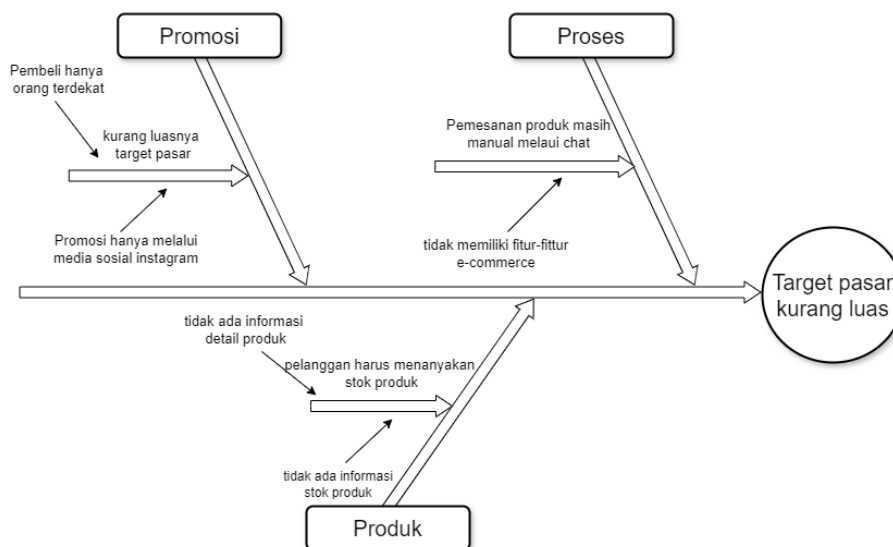 Promosi
Proses
Pembeli hanya
orang terdekat
kurang luasnya
target pasar
Promosi hanya melalui
media sosial instagram
Pemesanan produk masih
manual melaui chat
tidak memiliki fitur-fittur
e-commerce
Target pasar
kurang luas
tidak ada informasi
detail produk
pelanggan harus menanyakan
stok produk
tidak ada informasi
stok produk
Produk